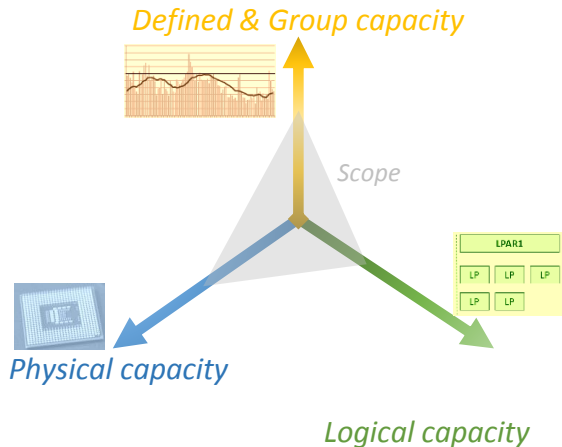 Defined & Group capacity
Scope
LPAR1
LP LP LP
LP LP
Physical capacity
Logical capacity